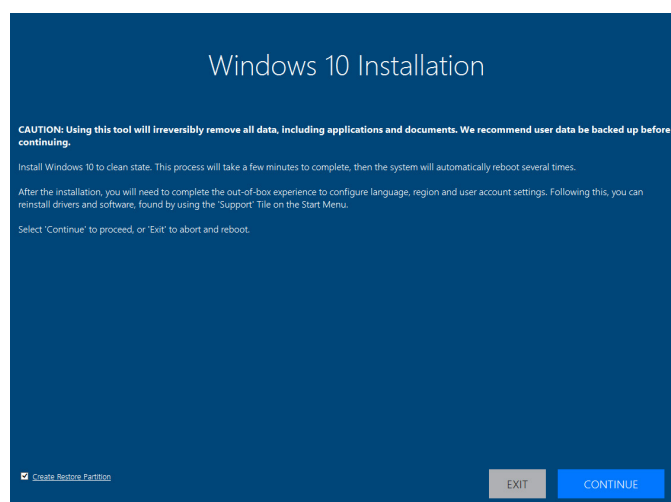 Windows 10 Installation
CAUTION: Using this tool will irreversibly remove all data, including applications and documents. We recommend user data be backed up before
continuing.
Install Windows 10 to clean state. This process will take a few minutes to complete, then the system will automatically reboot several times.
After the installation, you will need to complete the out-of-box experience to configure language, region and user account settings. Following this, you can
reinstall drivers and software, found by using the 'Support' Tile on the Start Menu.
Select 'Continue' to proceed, or 'Exit' to abort and reboot.
Create Restore Partition
EXIT
CONTINUE